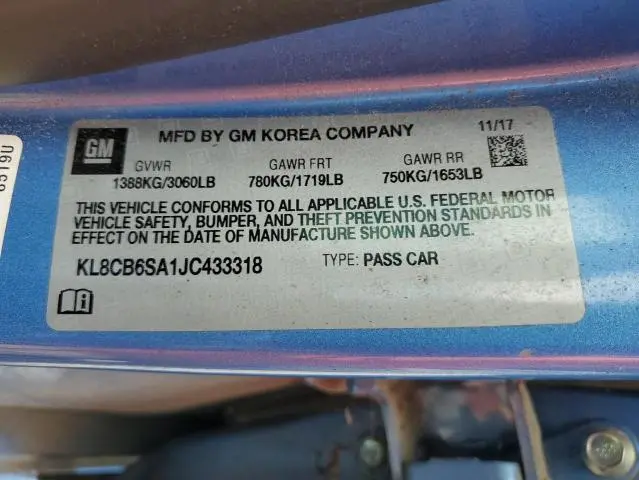 GM
MFD BY GM KOREA COMPANY 11/17
GVWR GAWR FRT GAWR RR
1388KG/3060LB 780KG/1719LB 750KG/1653LB
THIS VEHICLE CONFORMS TO ALL APPLICABLE U.S. FEDERAL MOTOR
VEHICLE SAFETY, BUMPER, AND THEFT PREVENTION STANDARDS IN
EFFECT ON THE DATE OF MANUFACTURE SHOWN ABOVE.
KL8CB6SA1JC433318 TYPE: PASS CAR